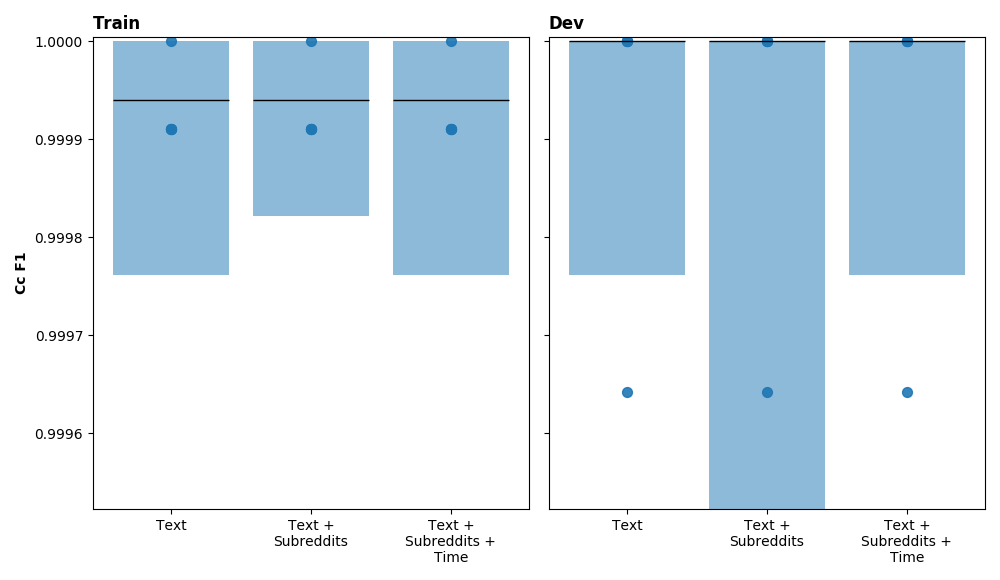 Train
Dev
Cc F1
1.0000
0.9999
0.9998
0.9997
0.9996
Text
Text +
Subreddits
Text +
Subreddits +
Time
Text
Text +
Subreddits
Text +
Subreddits +
Time